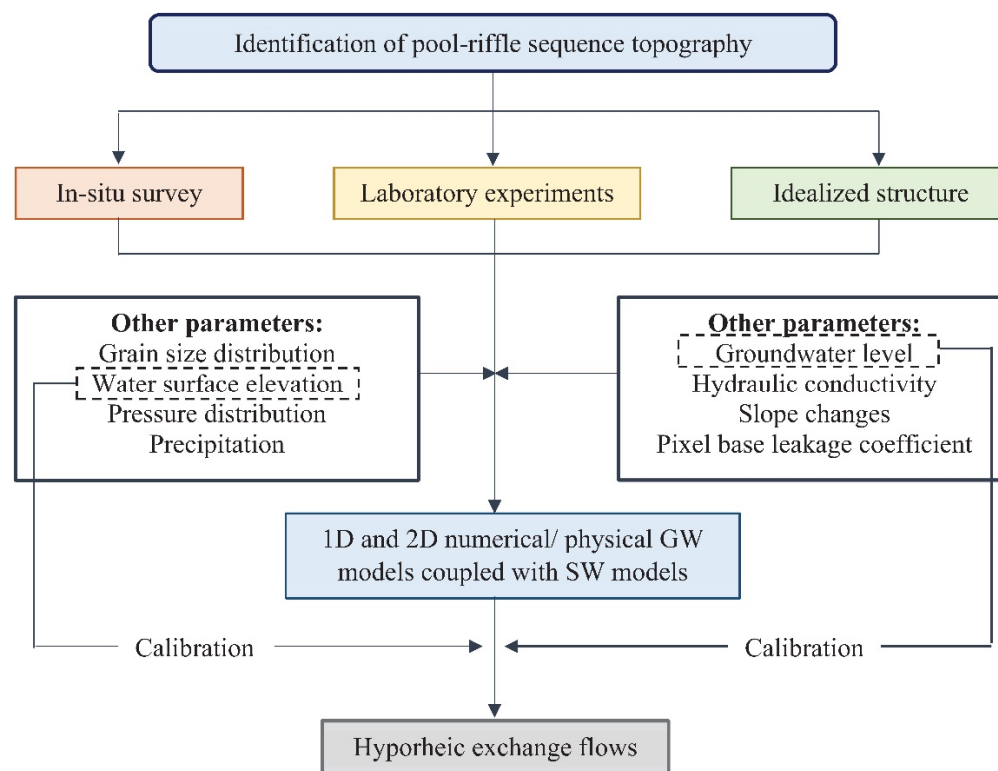 Identification of pool-riffle sequence topography
In-situ survey
Laboratory experiments
Idealized structure
Other parameters:
Grain size distribution
Water surface elevation
Pressure distribution
Precipitation
Other parameters:
Groundwater level
Hydraulic conductivity
Slope changes
Pixel base leakage coefficient
1D and 2D numerical/ physical GW
models coupled with SW models
Calibration
Calibration
Hyporheic exchange flows